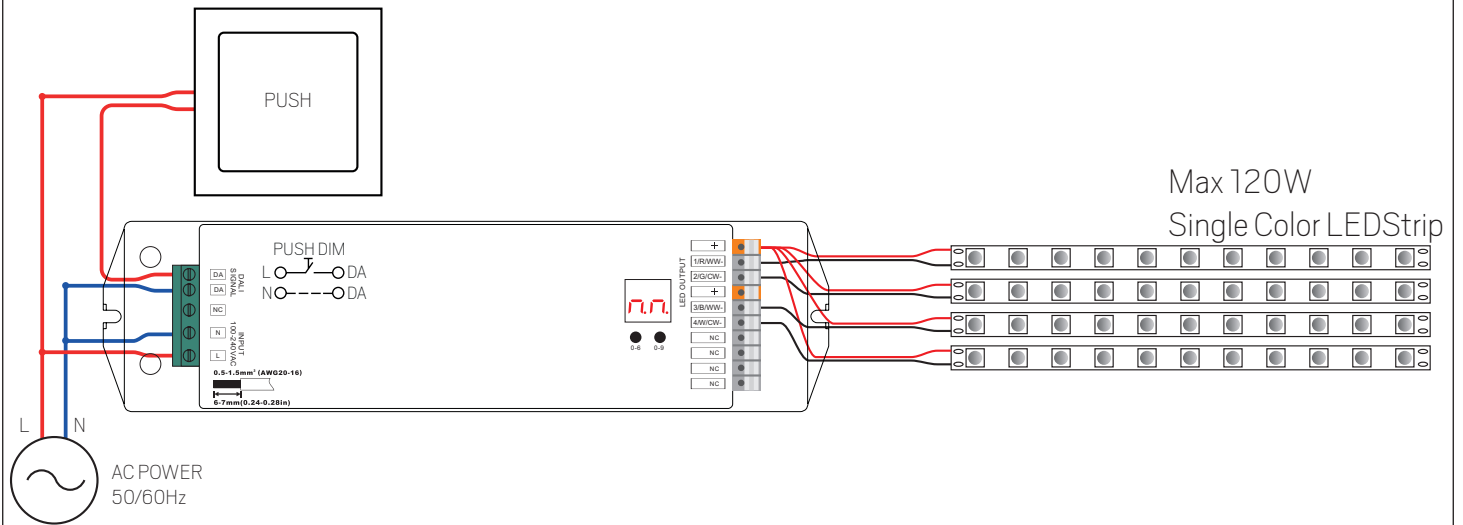 PUSH
Max 120W
Single Color LEDStrip
PUSH DIM
L DA
N DA
DA
DA
NC
N
L
DALI
SIGNAL
INPUT
100-240VAC
0.5-1.5mm² (AWG20-16)
6-7mm(0.24-0.28in)
0-6
0-9
LED OUTPUT
+
1/R/WW-
2/G/CW-
+
3/B/WW-
4/W/CW-
NC
NC
NC
NC
L
N
AC POWER
50/60Hz